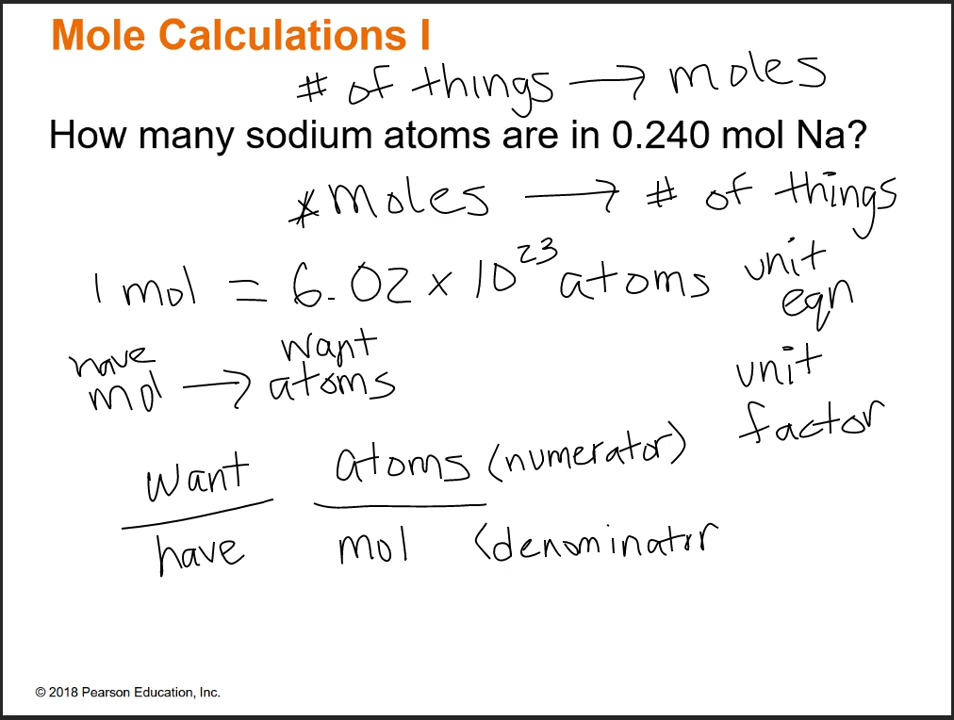 Mole Calculations I
# of things → moles
How many sodium atoms are in 0.240 mol Na?
* moles → # of things
1 mol = 6.02 × 10²³ atoms unit eqn
have want
mol → atoms
unit factor
want atoms (numerator)
have mol (denominator
© 2018 Pearson Education, Inc.